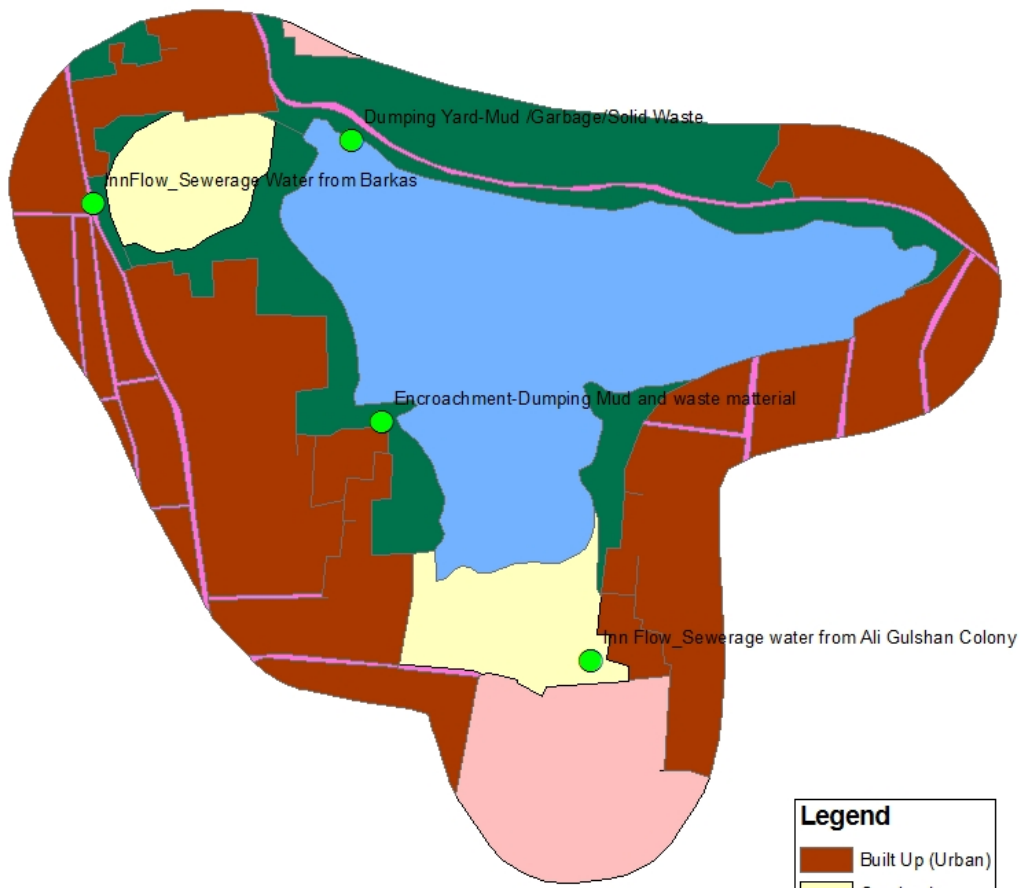 Dumping Yard-Mud /Garbage/Solid Waste
InnFlow_Sewerage Water from Barkas
Encroachment-Dumping Mud and waste matterial
Inn Flow_Sewerage water from Ali Gulshan Colony
Legend
Built Up (Urban)